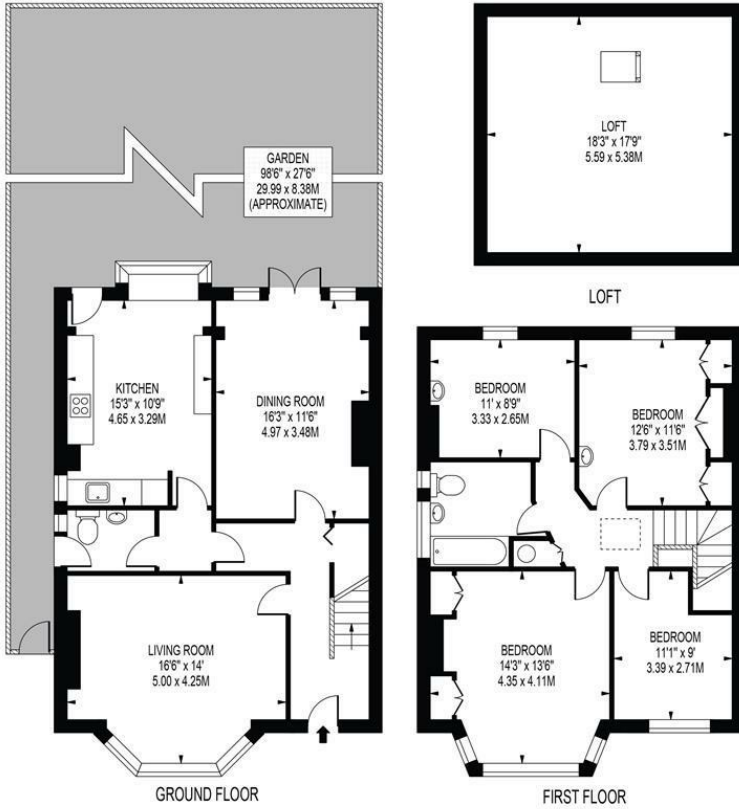 GARDEN
98'6" x 27'6"
29.99 x 8.38M
(APPROXIMATE)
LOFT
18'3" x 17'9"
5.59 x 5.38M
LOFT
KITCHEN
15'3" x 10'9"
4.65 x 3.29M
DINING ROOM
16'3" x 11'6"
4.97 x 3.48M
LIVING ROOM
16'6" x 14'
5.00 x 4.25M
GROUND FLOOR
BEDROOM
11' x 8'9"
3.33 x 2.65M
BEDROOM
12'6" x 11'6"
3.79 x 3.51M
BEDROOM
14'3" x 13'6"
4.35 x 4.11M
BEDROOM
11'1" x 9'
3.39 x 2.71M
FIRST FLOOR